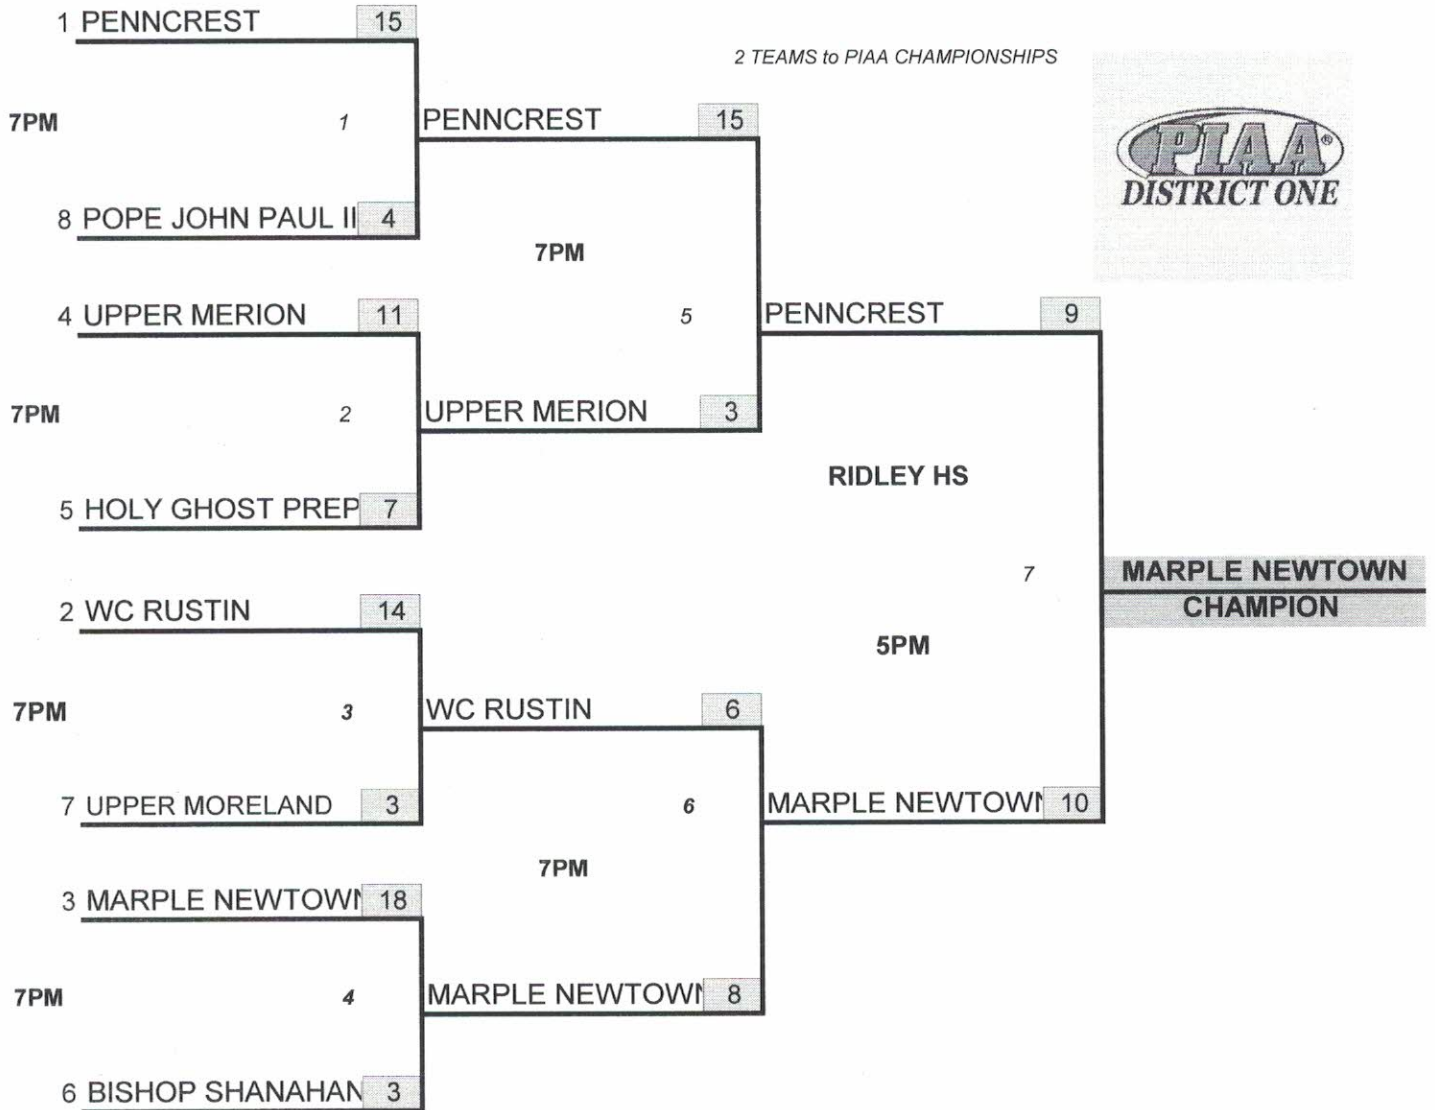 1 PENNCREST 15
2 TEAMS to PIAA CHAMPIONSHIPS
7PM 1 PENNCREST 15
PIAA®
DISTRICT ONE
8 POPE JOHN PAUL II 4
7PM
4 UPPER MERION 11 5 PENNCREST 9
7PM 2 UPPER MERION 3
RIDLEY HS
5 HOLY GHOST PREP 7
7 MARPLE NEWTOWN
CHAMPION
2 WC RUSTIN 14
5PM
7PM 3 WC RUSTIN 6
7 UPPER MORELAND 3 6 MARPLE NEWTOWN 10
7PM
3 MARPLE NEWTOWN 18
7PM 4 MARPLE NEWTOWN 8
6 BISHOP SHANAHAN 3